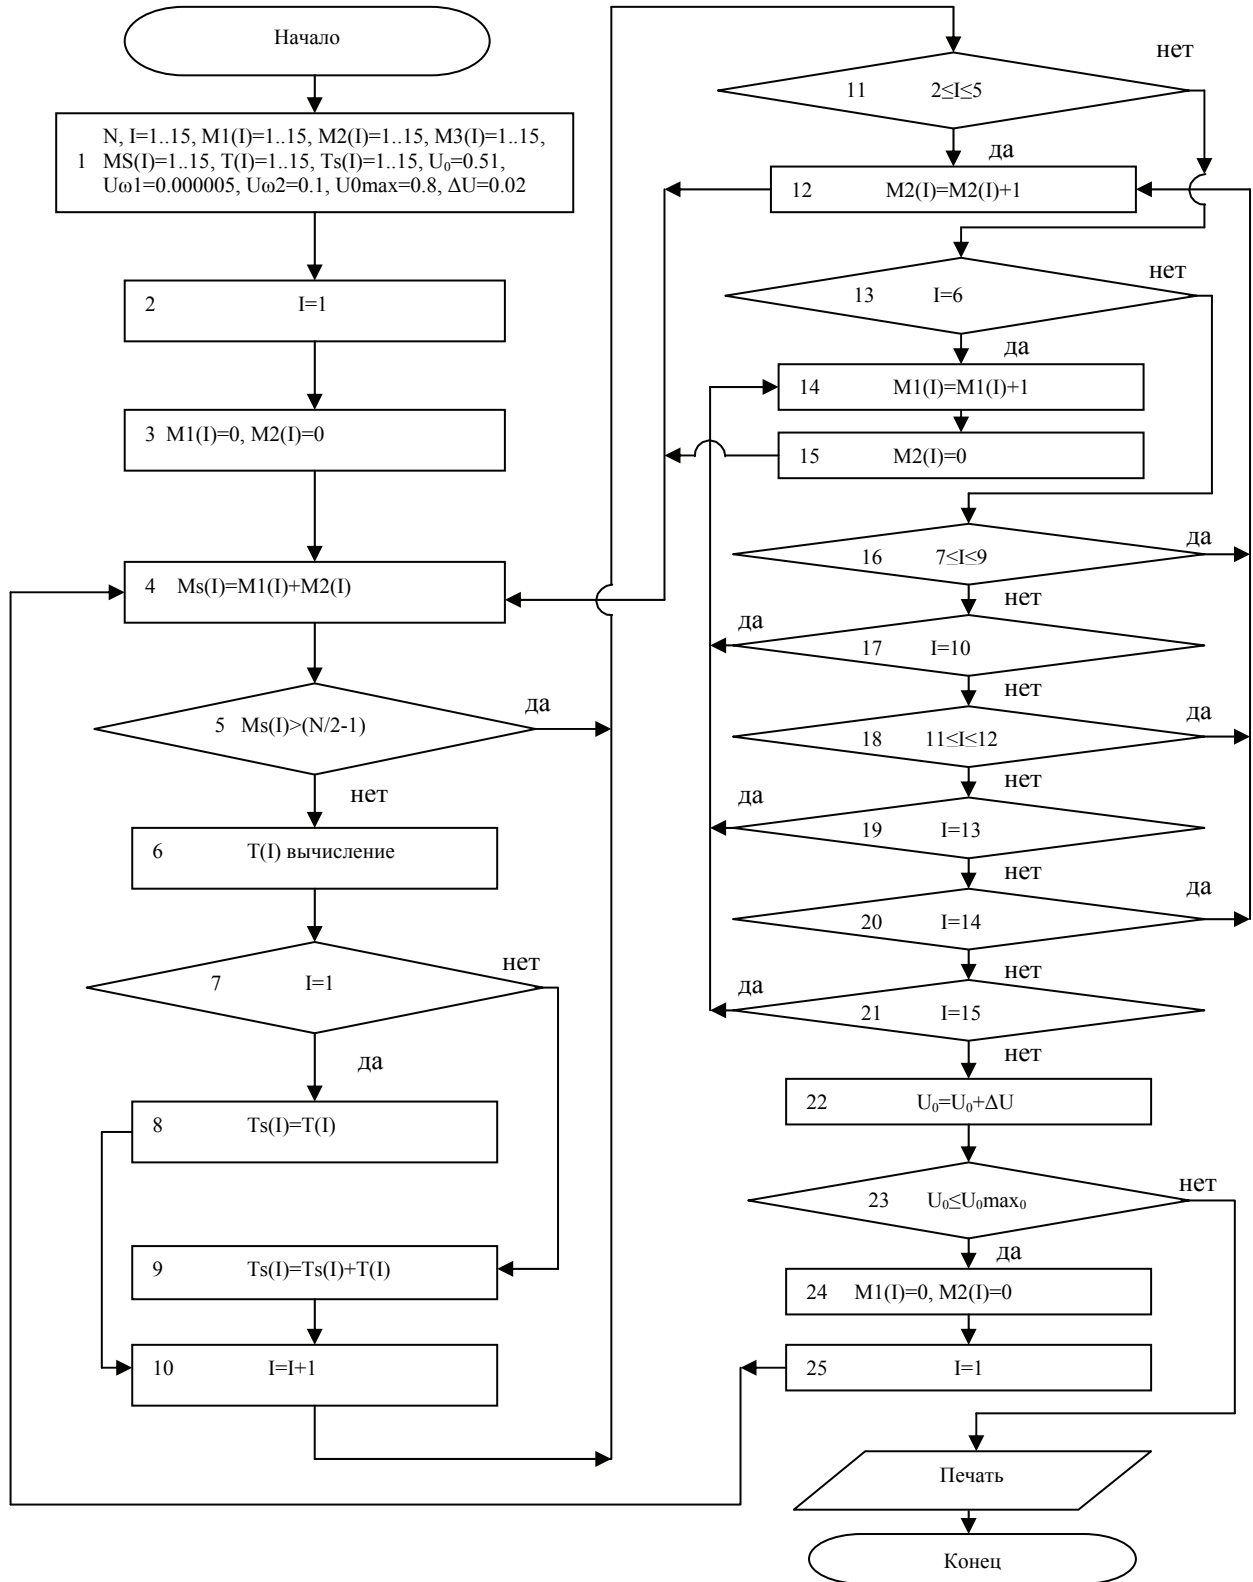 Начало
N, I=1..15, M1(I)=1..15, M2(I)=1..15, M3(I)=1..15,
1 MS(I)=1..15, T(I)=1..15, Ts(I)=1..15, U₀=0.51,
Uω1=0.000005, Uω2=0.1, U0max=0.8, ΔU=0.02
2 I=1
3 M1(I)=0, M2(I)=0
4 Ms(I)=M1(I)+M2(I)
5 Ms(I)>(N/2-1)
да
нет
6 T(I) вычисление
7 I=1
нет
да
8 Ts(I)=T(I)
9 Ts(I)=Ts(I)+T(I)
10 I=I+1
11 2≤I≤5
нет
да
12 M2(I)=M2(I)+1
13 I=6
нет
да
14 M1(I)=M1(I)+1
15 M2(I)=0
16 7≤I≤9
да
нет
17 I=10
да
нет
18 11≤I≤12
да
нет
19 I=13
да
нет
20 I=14
да
нет
21 I=15
да
нет
22 U₀=U₀+ΔU
23 U₀≤U₀max₀
нет
да
24 M1(I)=0, M2(I)=0
25 I=1
Печать
Конец